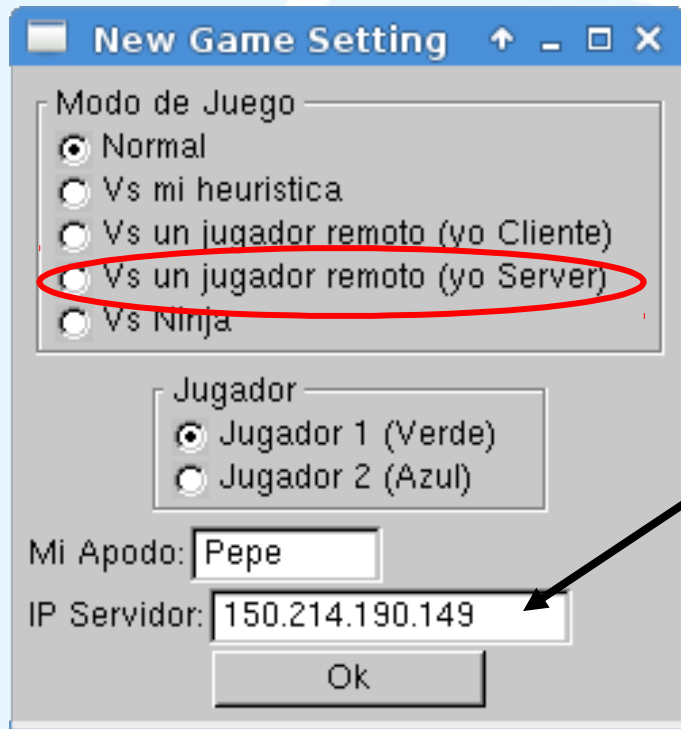 New Game Setting
Modo de Juego
Normal
Vs mi heuristica
Vs un jugador remoto (yo Cliente)
Vs un jugador remoto (yo Server)
Vs Ninja
Jugador
Jugador 1 (Verde)
Jugador 2 (Azul)
Mi Apodo: Pepe
IP Servidor: 150.214.190.149
Ok